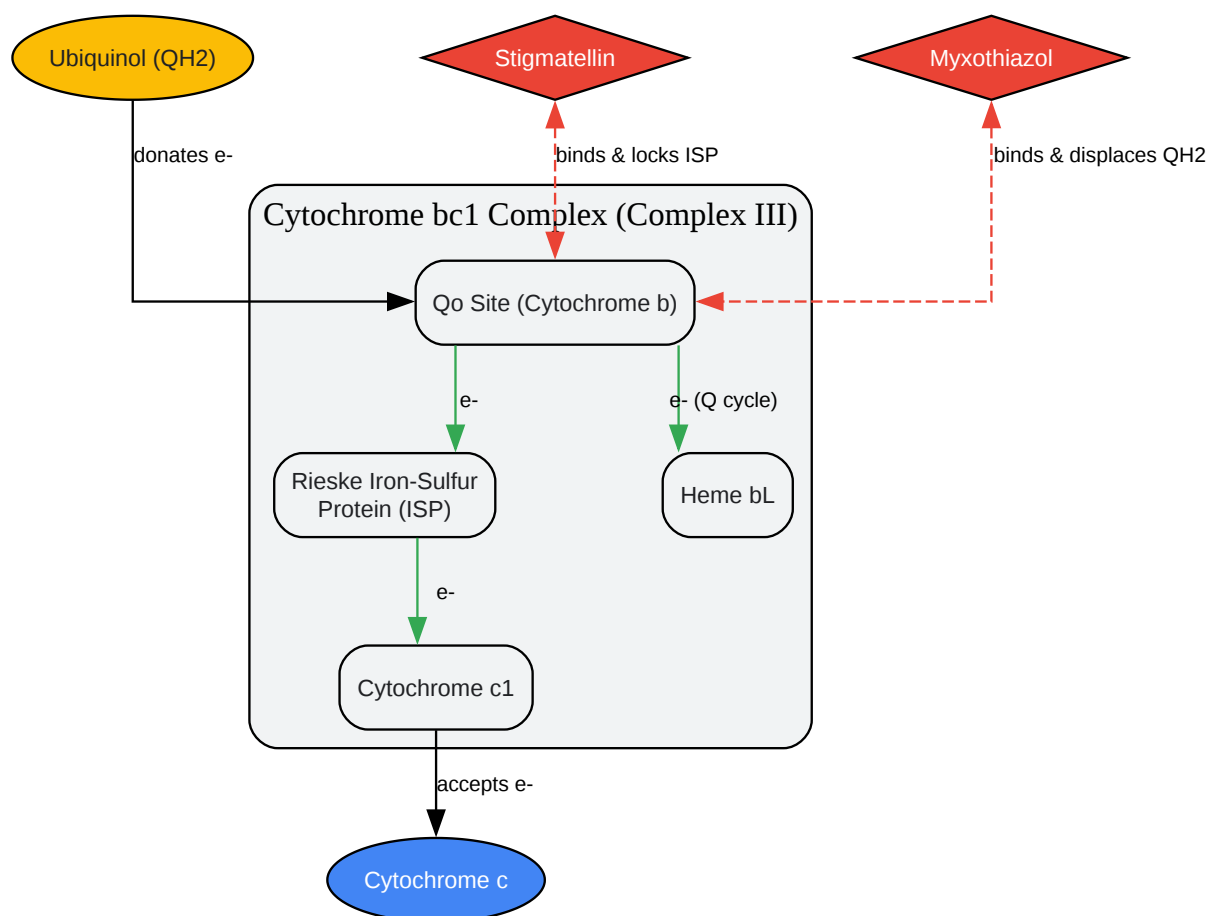 Ubiquinol (QH2)
Stigmatellin
Myxothiazol
donates e-
binds & locks ISP
binds & displaces QH2
Cytochrome bc1 Complex (Complex III)
Qo Site (Cytochrome b)
e-
e- (Q cycle)
Rieske Iron-Sulfur
Protein (ISP)
Heme bL
e-
Cytochrome c1
accepts e-
Cytochrome c